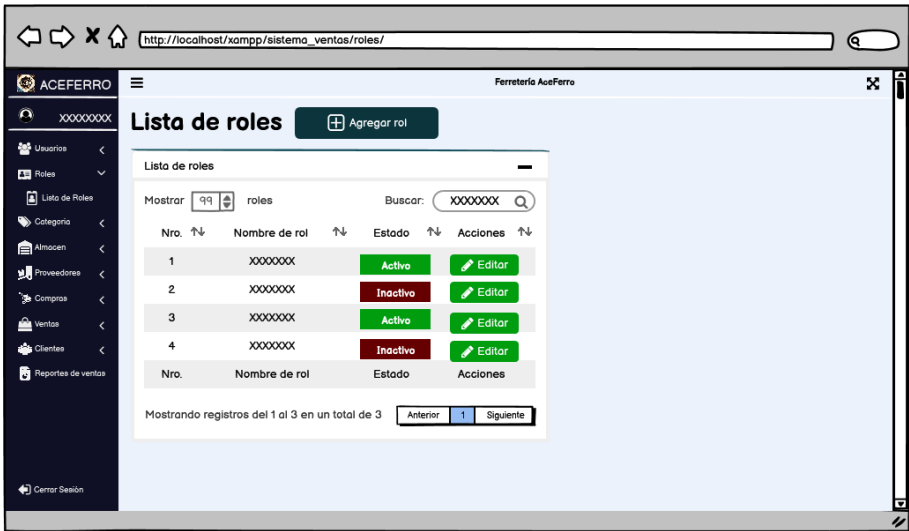 http://localhost/xampp/sistema_ventas/roles/
ACEFERRO
Ferretería AceFerro
XXXXXXXX
Usuarios
Roles
Lista de Roles
Categoria
Almacen
Proveedores
Compras
Ventas
Clientes
Reportes de ventas
Cerrar Sesión
Lista de roles
Agregar rol
Lista de roles
Mostrar 99 roles Buscar: XXXXXXX
Nro. Nombre de rol Estado Acciones
1 XXXXXXX Activo Editar
2 XXXXXXX Inactivo Editar
3 XXXXXXX Activo Editar
4 XXXXXXX Inactivo Editar
Nro. Nombre de rol Estado Acciones
Mostrando registros del 1 al 3 en un total de 3 Anterior 1 Siguiente